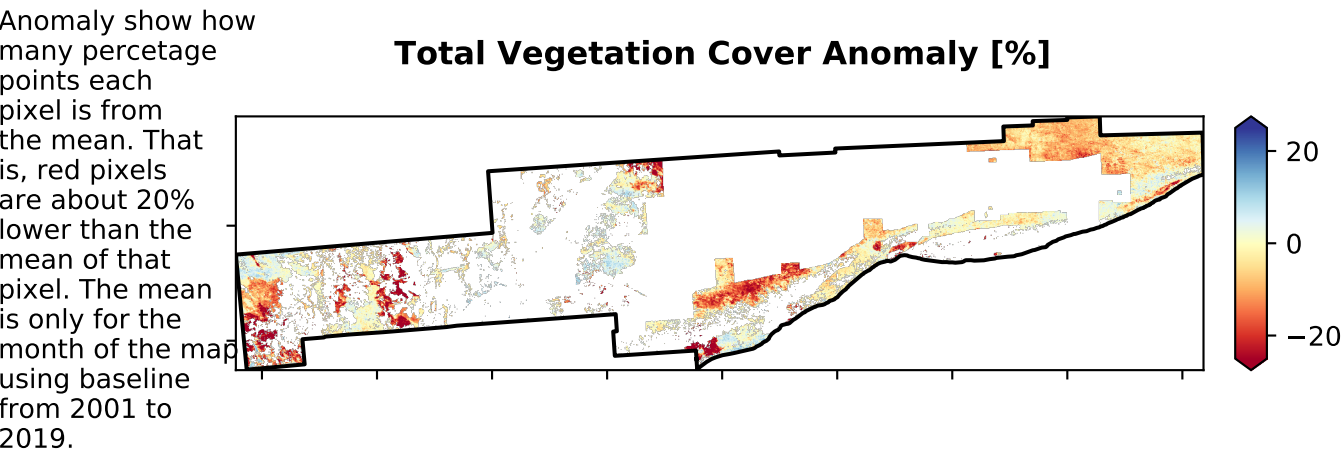 Anomaly show how
many percetage
points each
pixel is from
the mean. That
is, red pixels
are about 20%
lower than the
mean of that
pixel. The mean
is only for the
month of the map
using baseline
from 2001 to
2019.
Total Vegetation Cover Anomaly [%]
20
0
−20